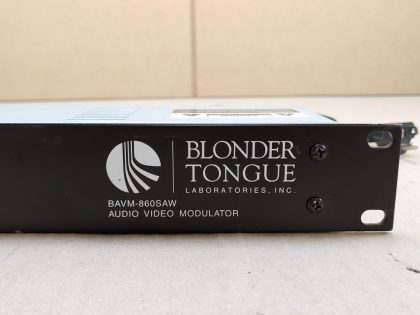 BLONDER
TONGUE
LABORATORIES, INC.
BAVM-860SAW
AUDIO VIDEO MODULATOR